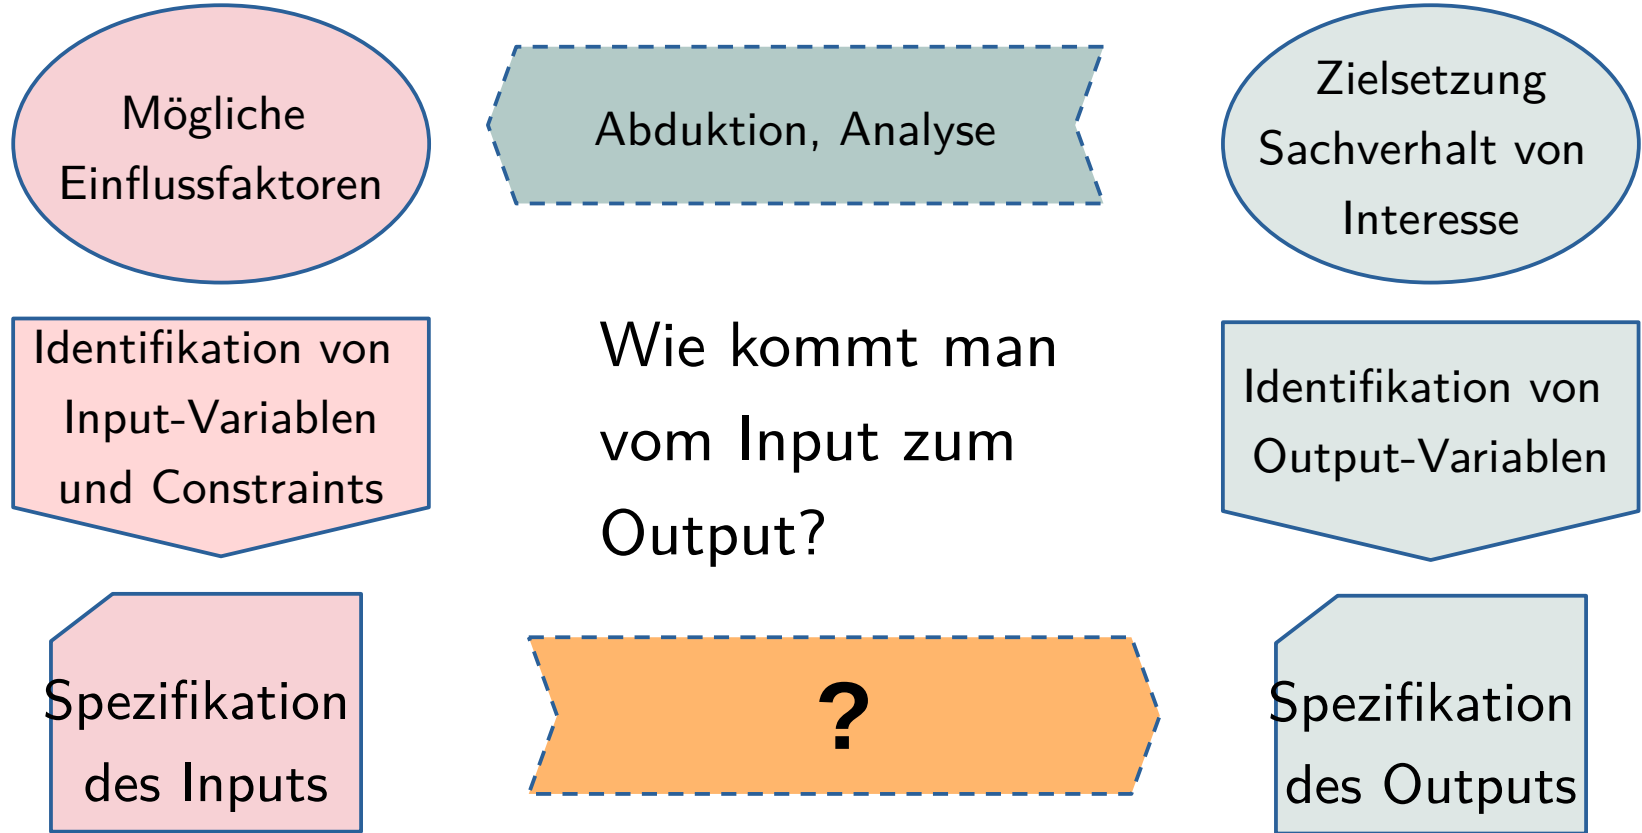 Mögliche
Einflussfaktoren
Abduktion, Analyse
Zielsetzung
Sachverhalt von
Interesse
Identifikation von
Input-Variablen
und Constraints
Wie kommt man
vom Input zum
Output?
Identifikation von
Output-Variablen
Spezifikation
des Inputs
?
Spezifikation
des Outputs